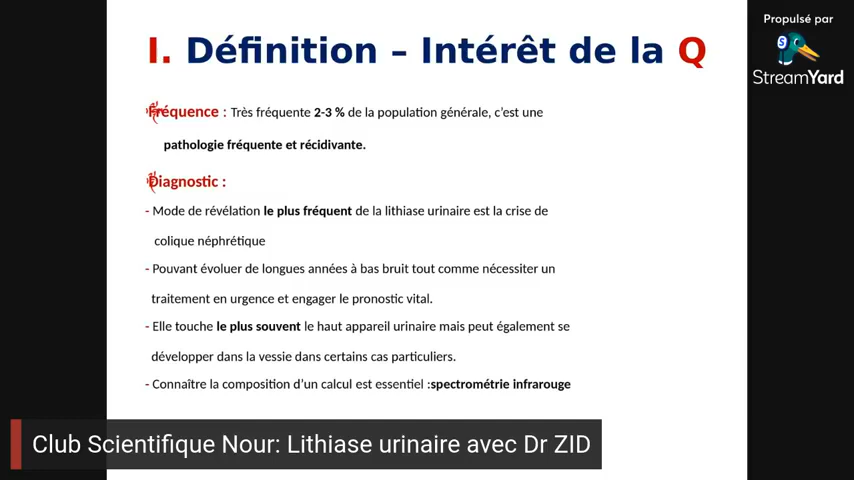 Propulsé par
StreamYard
I. Définition – Intérêt de la Q
Fréquence : Très fréquente 2-3 % de la population générale, c’est une
pathologie fréquente et récidivante.
Diagnostic :
- Mode de révélation le plus fréquent de la lithiase urinaire est la crise de
colique néphrétique
- Pouvant évoluer de longues années à bas bruit tout comme nécessiter un
traitement en urgence et engager le pronostic vital.
- Elle touche le plus souvent le haut appareil urinaire mais peut également se
développer dans la vessie dans certains cas particuliers.
- Connaître la composition d’un calcul est essentiel :spectrométrie infrarouge
Club Scientifique Nour: Lithiase urinaire avec Dr ZID